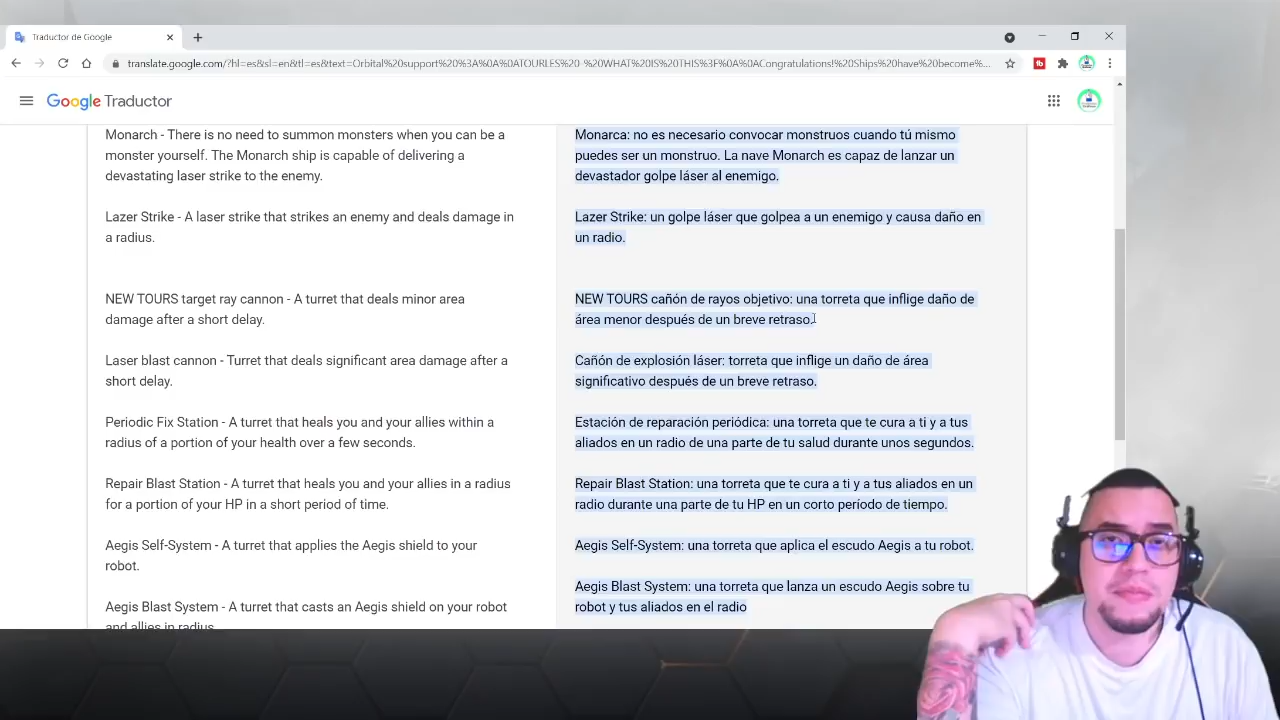 Traductor de Google
translate.google.com/?hl=es&sl=en&tl=es&text=Orbital%20support%20%3A%0A%0ATOURLES%20-%20WHAT%20IS%20THIS%3F%0A%0ACongratulations!%20Ships%20have%20become%...
Google Traductor
Monarch - There is no need to summon monsters when you can be a
monster yourself. The Monarch ship is capable of delivering a
devastating laser strike to the enemy.
Lazer Strike - A laser strike that strikes an enemy and deals damage in
a radius.
NEW TOURS target ray cannon - A turret that deals minor area
damage after a short delay.
Laser blast cannon - Turret that deals significant area damage after a
short delay.
Periodic Fix Station - A turret that heals you and your allies within a
radius of a portion of your health over a few seconds.
Repair Blast Station - A turret that heals you and your allies in a radius
for a portion of your HP in a short period of time.
Aegis Self-System - A turret that applies the Aegis shield to your
robot.
Aegis Blast System - A turret that casts an Aegis shield on your robot
and allies in radius.
Monarca: no es necesario convocar monstruos cuando tú mismo
puedes ser un monstruo. La nave Monarch es capaz de lanzar un
devastador golpe láser al enemigo.
Lazer Strike: un golpe láser que golpea a un enemigo y causa daño en
un radio.
NEW TOURS cañón de rayos objetivo: una torreta que inflige daño de
área menor después de un breve retraso.
Cañón de explosión láser: torreta que inflige un daño de área
significativo después de un breve retraso.
Estación de reparación periódica: una torreta que te cura a ti y a tus
aliados en un radio de una parte de tu salud durante unos segundos.
Repair Blast Station: una torreta que te cura a ti y a tus aliados en un
radio durante una parte de tu HP en un corto período de tiempo.
Aegis Self-System: una torreta que aplica el escudo Aegis a tu robot.
Aegis Blast System: una torreta que lanza un escudo Aegis sobre tu
robot y tus aliados en el radio